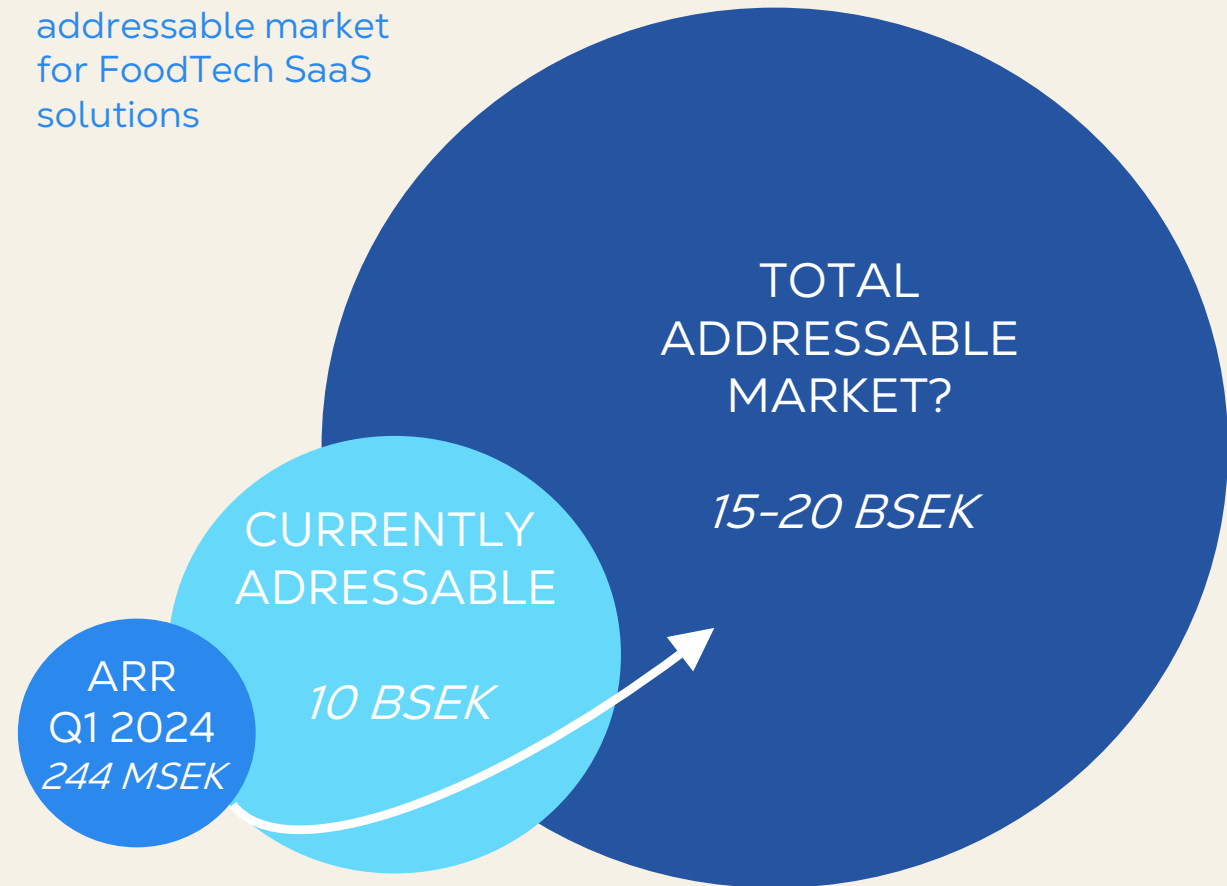 addressable market
for FoodTech SaaS
solutions
TOTAL
ADDRESSABLE
MARKET?
15-20 BSEK
CURRENTLY
ADRESSABLE
10 BSEK
ARR
Q1 2024
244 MSEK